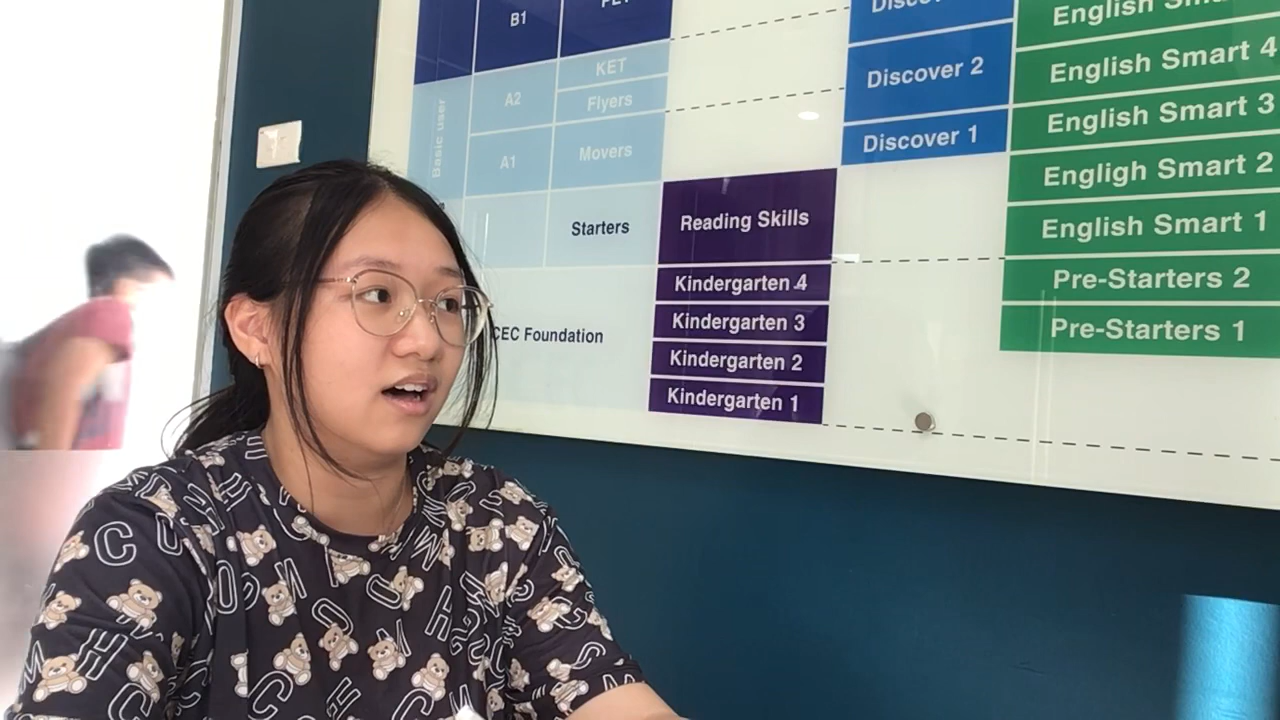 B1
English
Discover 2
English Smart 4
KET
A2
Flyers
English Smart 3
Basic user
Discover 1
Movers
A1
Engligh Smart 2
Reading Skills
Starters
English Smart 1
Kindergarten 4
Pre-Starters 2
Kindergarten 3
CEC Foundation
Pre-Starters 1
Kindergarten 2
Kindergarten 1